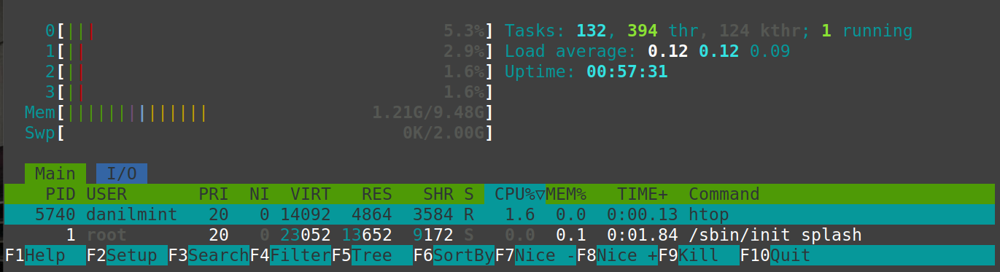 0[||| 5.3%] Tasks: 132, 394 thr, 124 kthr; 1 running
1[|| 2.9%] Load average: 0.12 0.12 0.09
2[|| 1.6%] Uptime: 00:57:31
3[|| 1.6%]
Mem[|||||||||||||| 1.21G/9.48G]
Swp[ 0K/2.00G]
Main I/O
PID USER PRI NI VIRT RES SHR S CPU%▽MEM% TIME+ Command
5740 danilmint 20 0 14092 4864 3584 R 1.6 0.0 0:00.13 htop
1 root 20 0 23052 13652 9172 S 0.0 0.1 0:01.84 /sbin/init splash
F1Help F2Setup F3SearchF4FilterF5Tree F6SortByF7Nice -F8Nice +F9Kill F10Quit